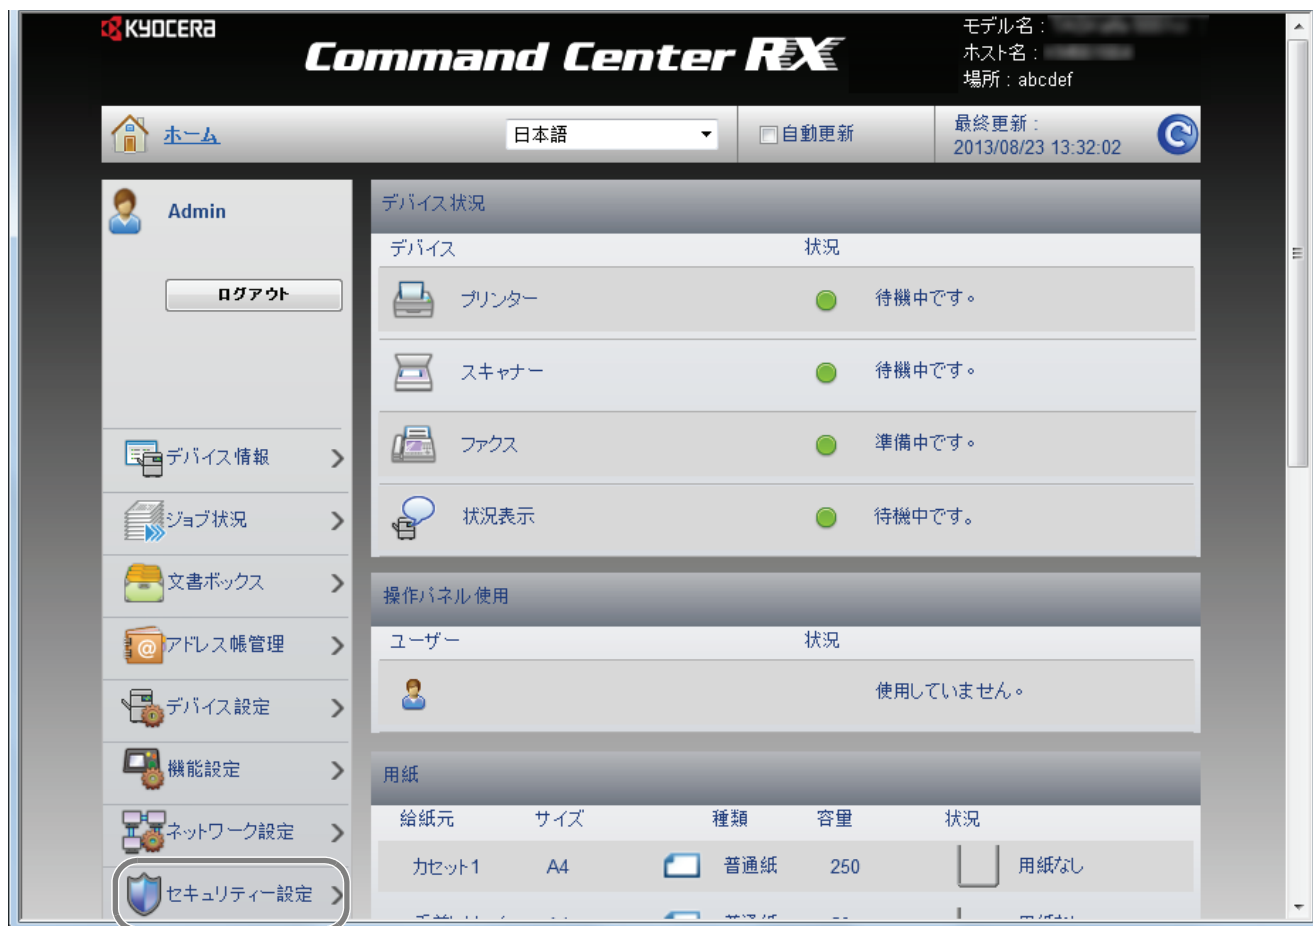 KYOCERA
Command Center RX
モデル名 :
ホスト名 :
場所 : abcdef
ホーム
日本語
自動更新
最終更新 :
2013/08/23 13:32:02
Admin
ログアウト
デバイス情報
ジョブ状況
文書ボックス
アドレス帳管理
デバイス設定
機能設定
ネットワーク設定
セキュリティー設定
デバイス状況
デバイス 状況
プリンター 待機中です。
スキャナー 待機中です。
ファクス 準備中です。
状況表示 待機中です。
操作パネル使用
ユーザー 状況
使用していません。
用紙
給紙元 サイズ 種類 容量 状況
カセット1 A4 普通紙 250 用紙なし